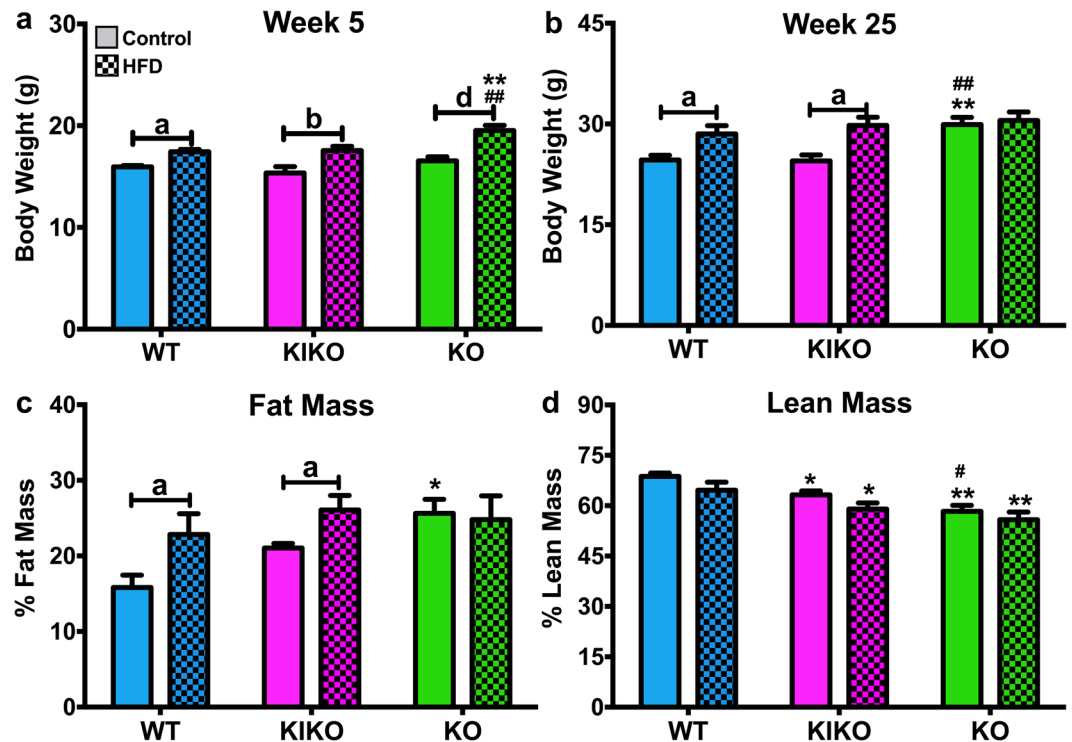 a
Week 5
Body Weight (g)
30
20
10
0
Control
HFD
a
b
d
**
##
WT
KIKO
KO
b
Week 25
Body Weight (g)
45
30
15
0
a
a
##
**
WT
KIKO
KO
c
Fat Mass
% Fat Mass
40
30
20
10
0
a
a
*
WT
KIKO
KO
d
Lean Mass
% Lean Mass
90
75
60
45
30
15
0
*
*
#
**
**
WT
KIKO
KO